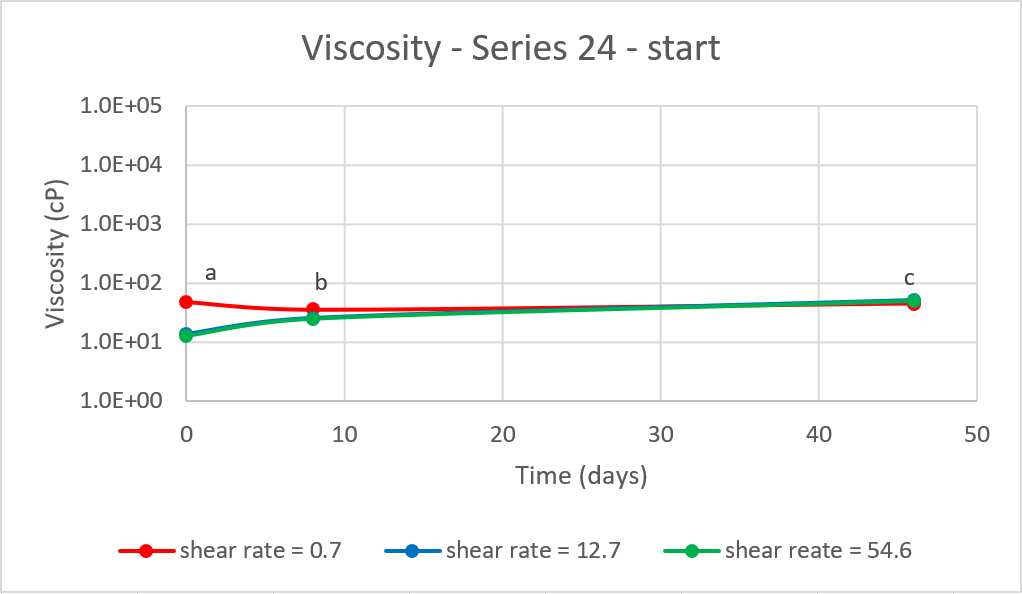 Viscosity - Series 24 - start
1.0E+05
1.0E+04
1.0E+03
1.0E+02
1.0E+01
1.0E+00
Viscosity (cP)
a
b
c
0 10 20 30 40 50
Time (days)
shear rate = 0.7 shear rate = 12.7 shear reate = 54.6